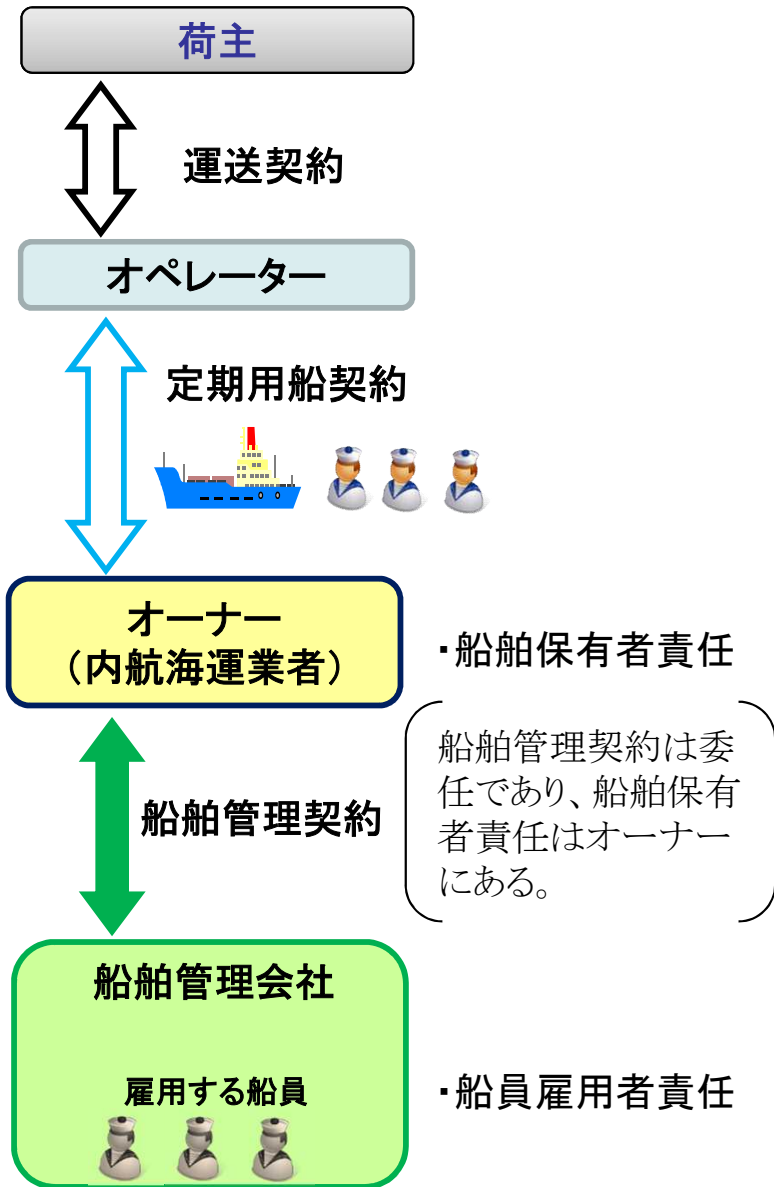 荷主
運送契約
オペレーター
定期用船契約
オーナー
(内航海運業者)
・船舶保有者責任
船舶管理契約は委
任であり、船舶保有
者責任はオーナー
にある。
船舶管理契約
船舶管理会社
雇用する船員
・船員雇用者責任